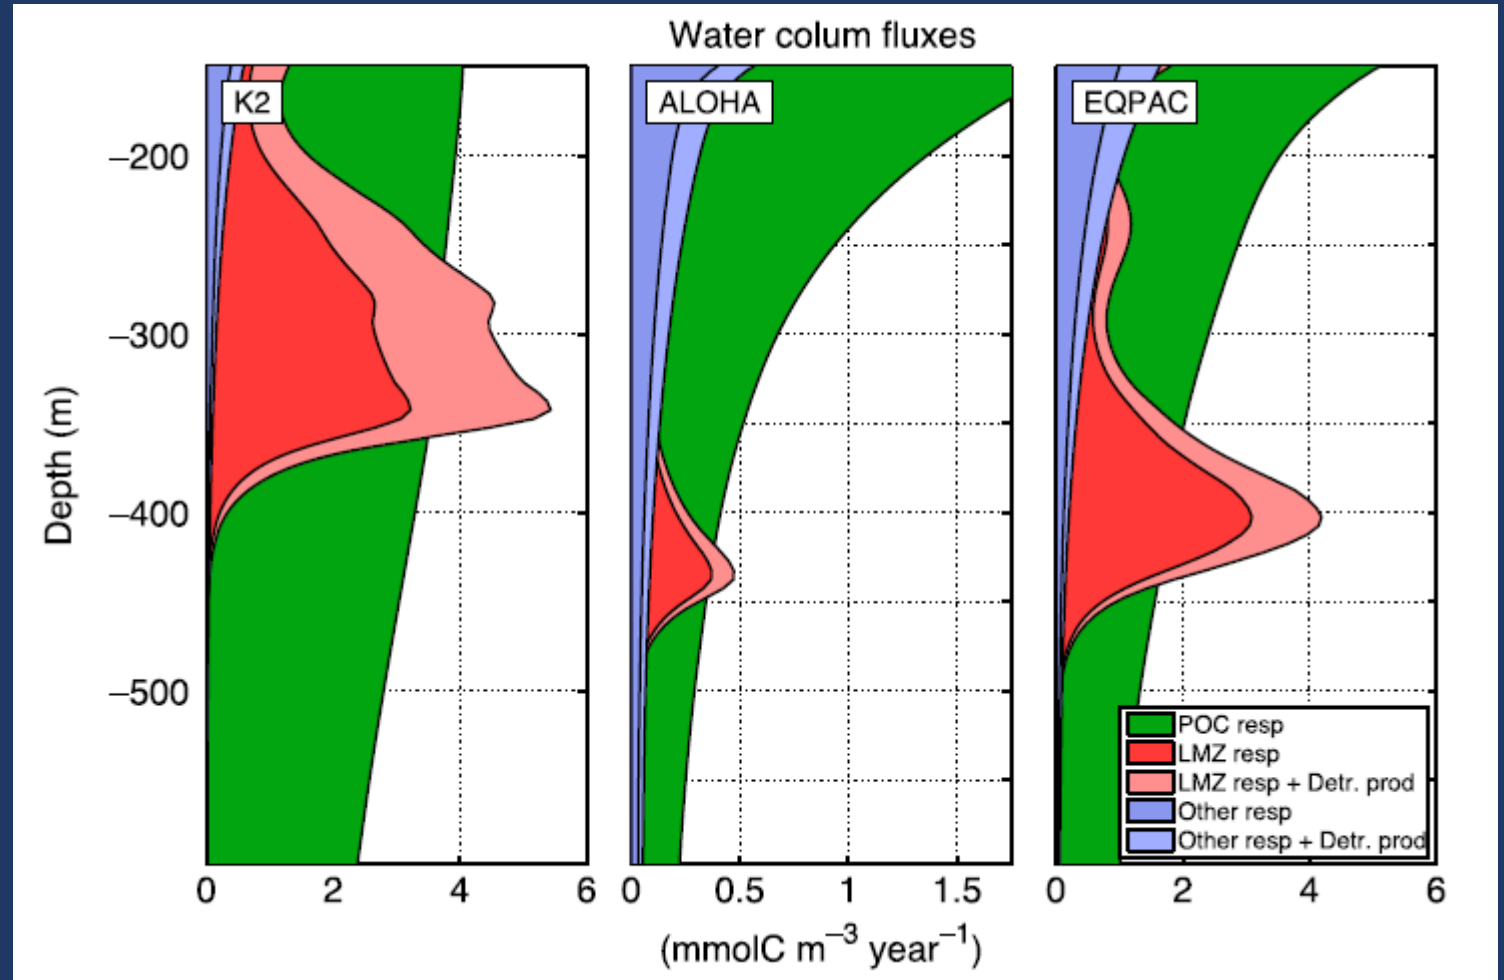 Water colum fluxes
K2
ALOHA
EQPAC
−200
−300
−400
−500
Depth (m)
POC resp
LMZ resp
LMZ resp + Detr. prod
Other resp
Other resp + Detr. prod
0 2 4 6
0 0.5 1 1.5
0 2 4 6
(mmolC m⁻³ year⁻¹)